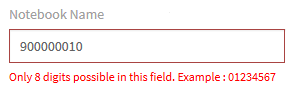 Notebook Name
900000010
Only 8 digits possible in this field. Example : 01234567